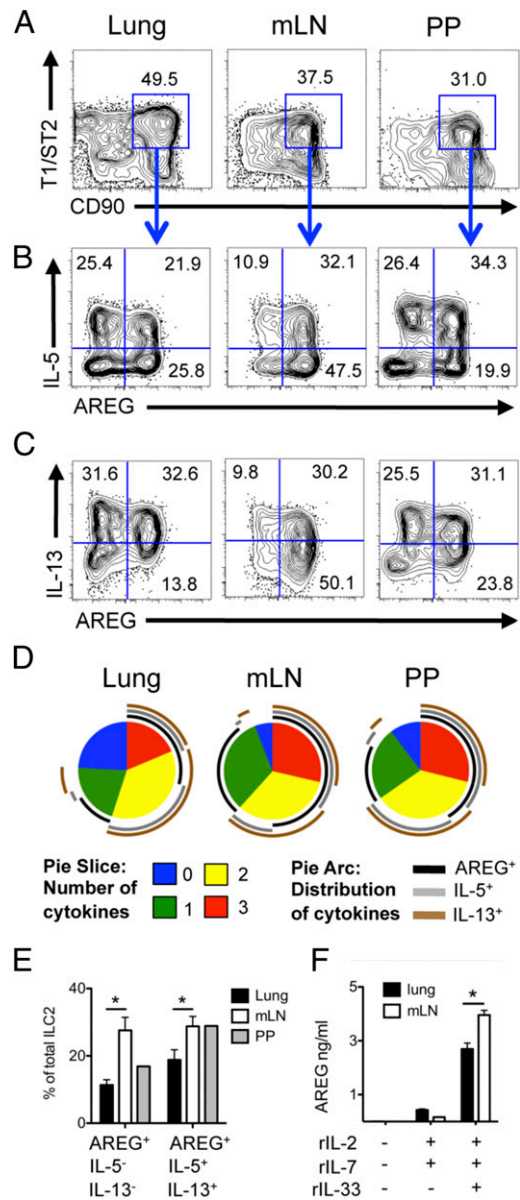 A
Lung mLN PP
49.5 37.5 31.0
T1/ST2
CD90
B
25.4 21.9 10.9 32.1 26.4 34.3
25.8 47.5 19.9
IL-5
AREG
C
31.6 32.6 9.8 30.2 25.5 31.1
13.8 50.1 23.8
IL-13
AREG
D
Lung mLN PP
Pie Slice: Number of cytokines
0 2
1 3
Pie Arc: Distribution of cytokines
AREG+
IL-5+
IL-13+
E
% of total ILC2
40
20
0
* *
Lung
mLN
PP
AREG+ AREG+
IL-5- IL-5+
IL-13- IL-13+
F
AREG ng/ml
5
3
1
*
lung
mLN
rIL-2 - + +
rIL-7 - + +
rIL-33 - - +